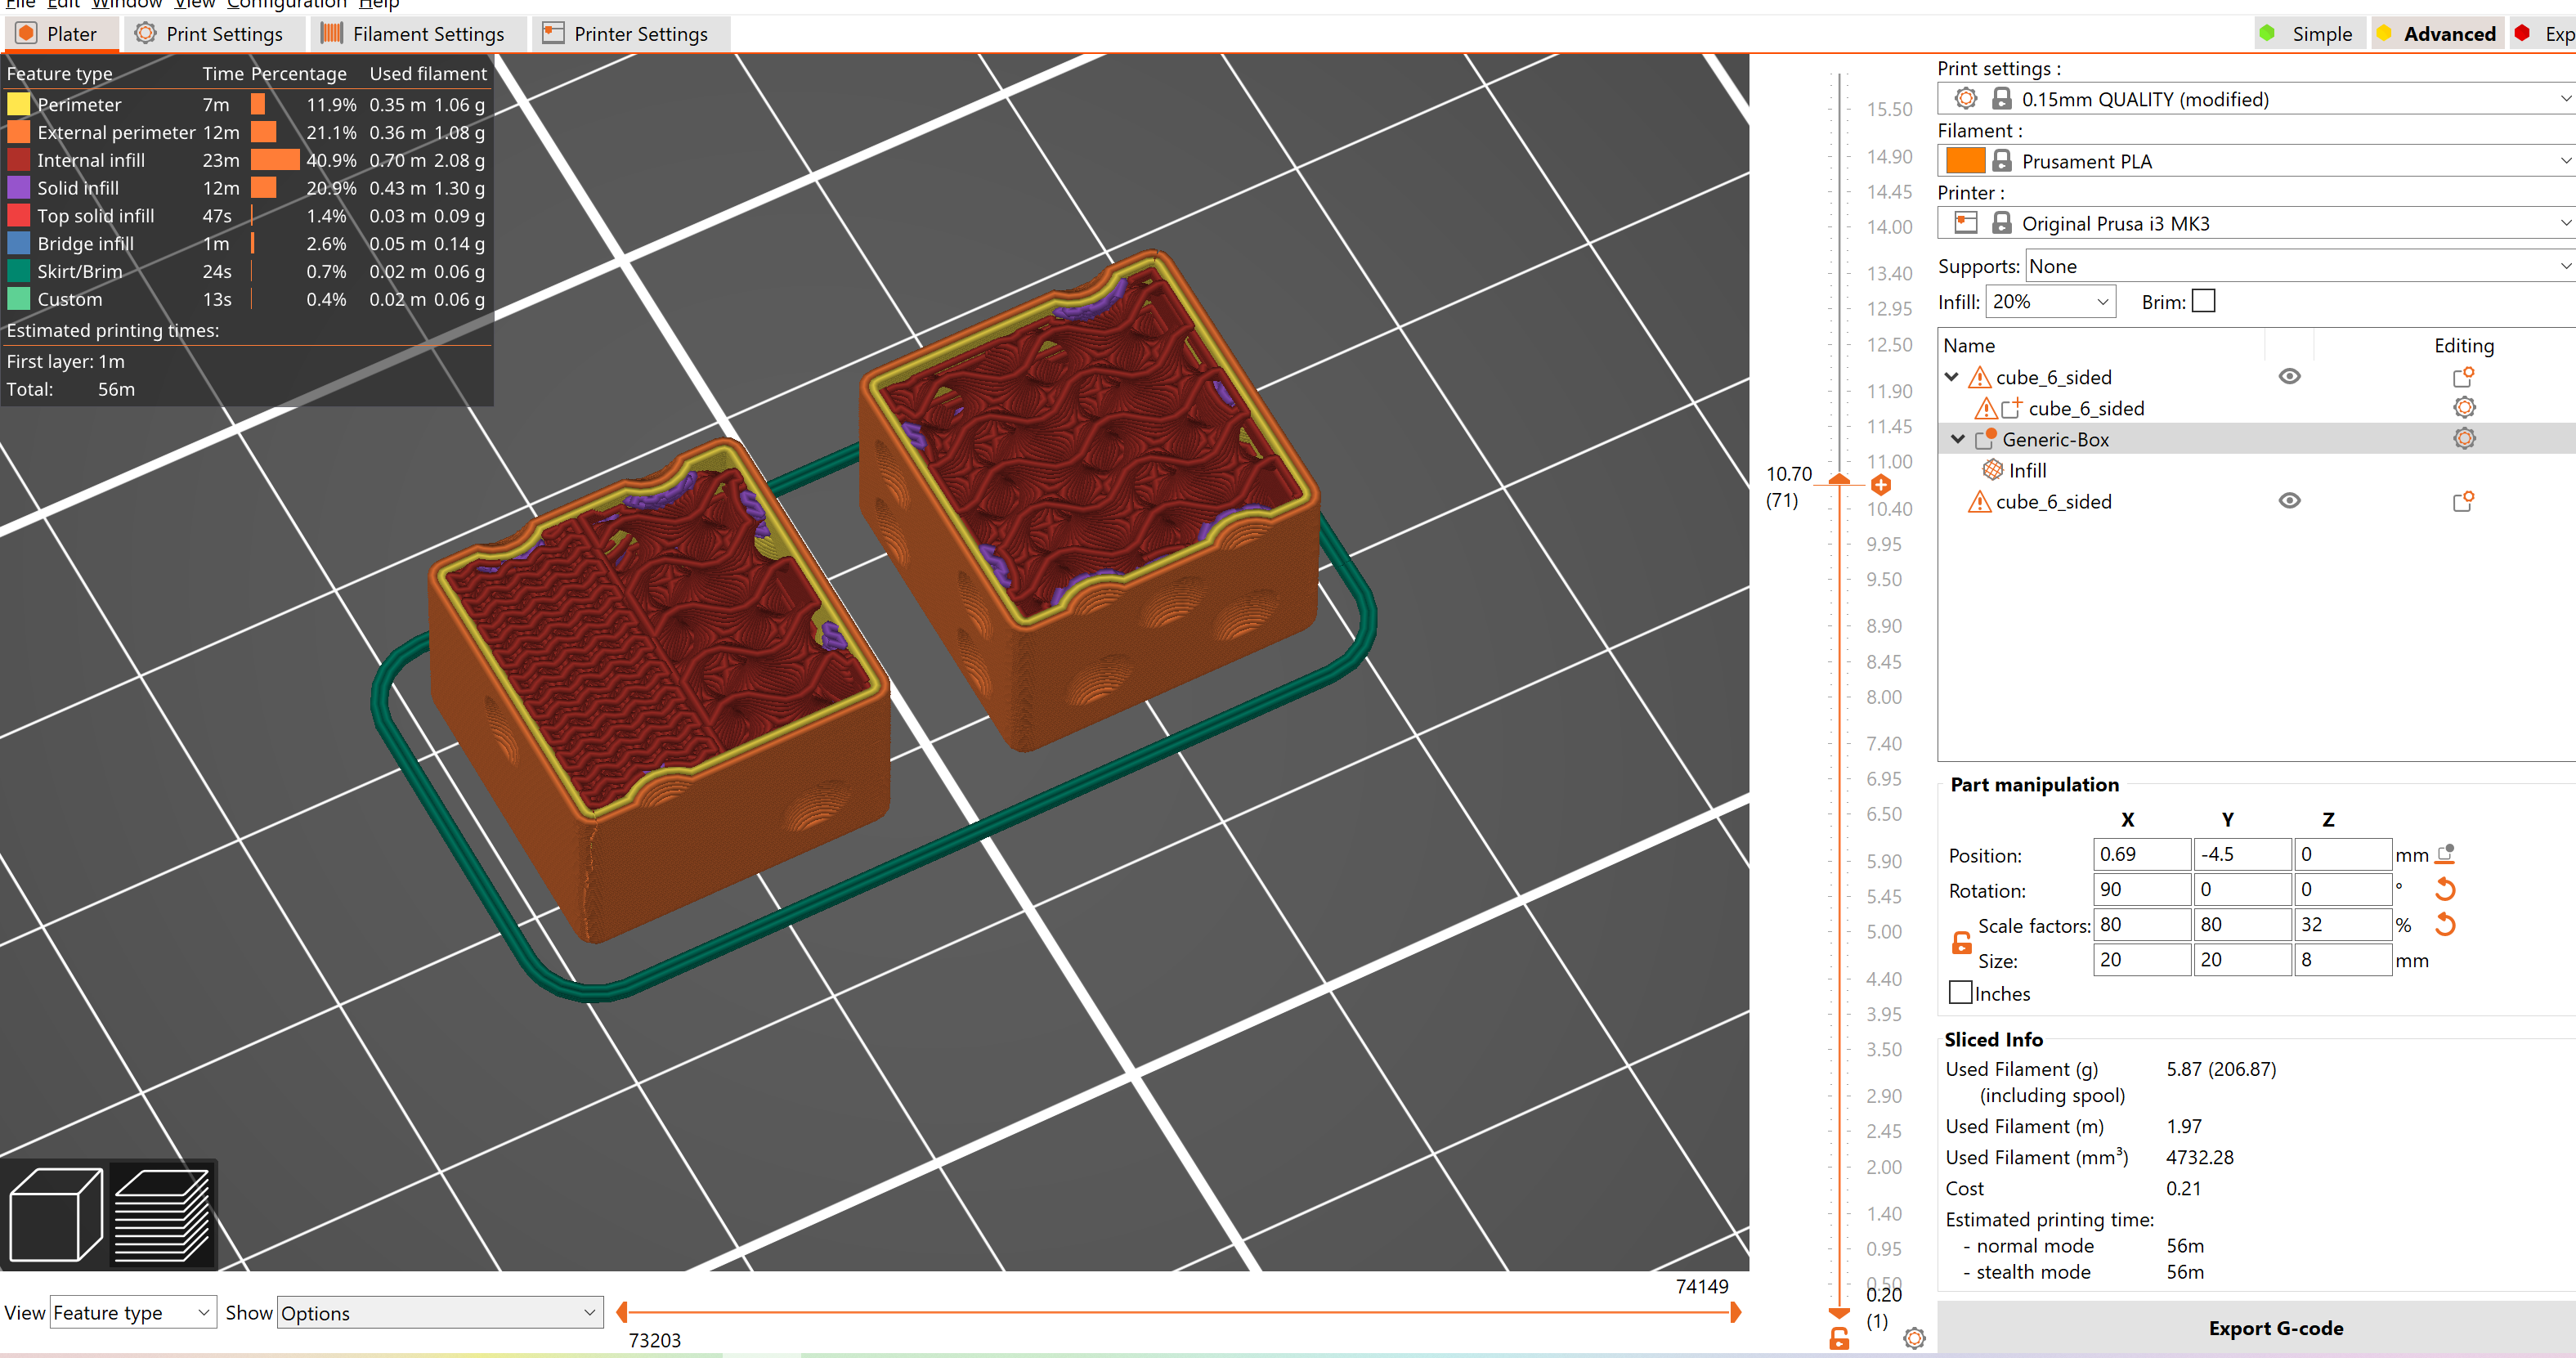 File Edit Window View Configuration Help
Plater Print Settings Filament Settings Printer Settings Simple Advanced Exp
Feature type Time Percentage Used filament
Perimeter 7m 11.9% 0.35 m 1.06 g
External perimeter 12m 21.1% 0.36 m 1.08 g
Internal infill 23m 40.9% 0.70 m 2.08 g
Solid infill 12m 20.9% 0.43 m 1.30 g
Top solid infill 47s 1.4% 0.03 m 0.09 g
Bridge infill 1m 2.6% 0.05 m 0.14 g
Skirt/Brim 24s 0.7% 0.02 m 0.06 g
Custom 13s 0.4% 0.02 m 0.06 g
Estimated printing times:
First layer: 1m
Total: 56m
15.50
14.90
14.45
14.00
13.40
12.95
12.50
11.90
11.45
11.00
10.70
(71)
10.40
9.95
9.50
8.90
8.45
8.00
7.40
6.95
6.50
5.90
5.45
5.00
4.40
3.95
3.50
2.90
2.45
2.00
1.40
0.95
0.50
0.20
(1)
Print settings :
0.15mm QUALITY (modified)
Filament :
Prusament PLA
Printer :
Original Prusa i3 MK3
Supports: None
Infill: 20% Brim:
Name Editing
cube_6_sided
cube_6_sided
Generic-Box
Infill
cube_6_sided
Part manipulation
X Y Z
Position: 0.69 -4.5 0 mm
Rotation: 90 0 0 °
Scale factors: 80 80 32 %
Size: 20 20 8 mm
Inches
Sliced Info
Used Filament (g) 5.87 (206.87)
(including spool)
Used Filament (m) 1.97
Used Filament (mm³) 4732.28
Cost 0.21
Estimated printing time:
- normal mode 56m
- stealth mode 56m
Export G-code
View Feature type Show Options
74149
73203